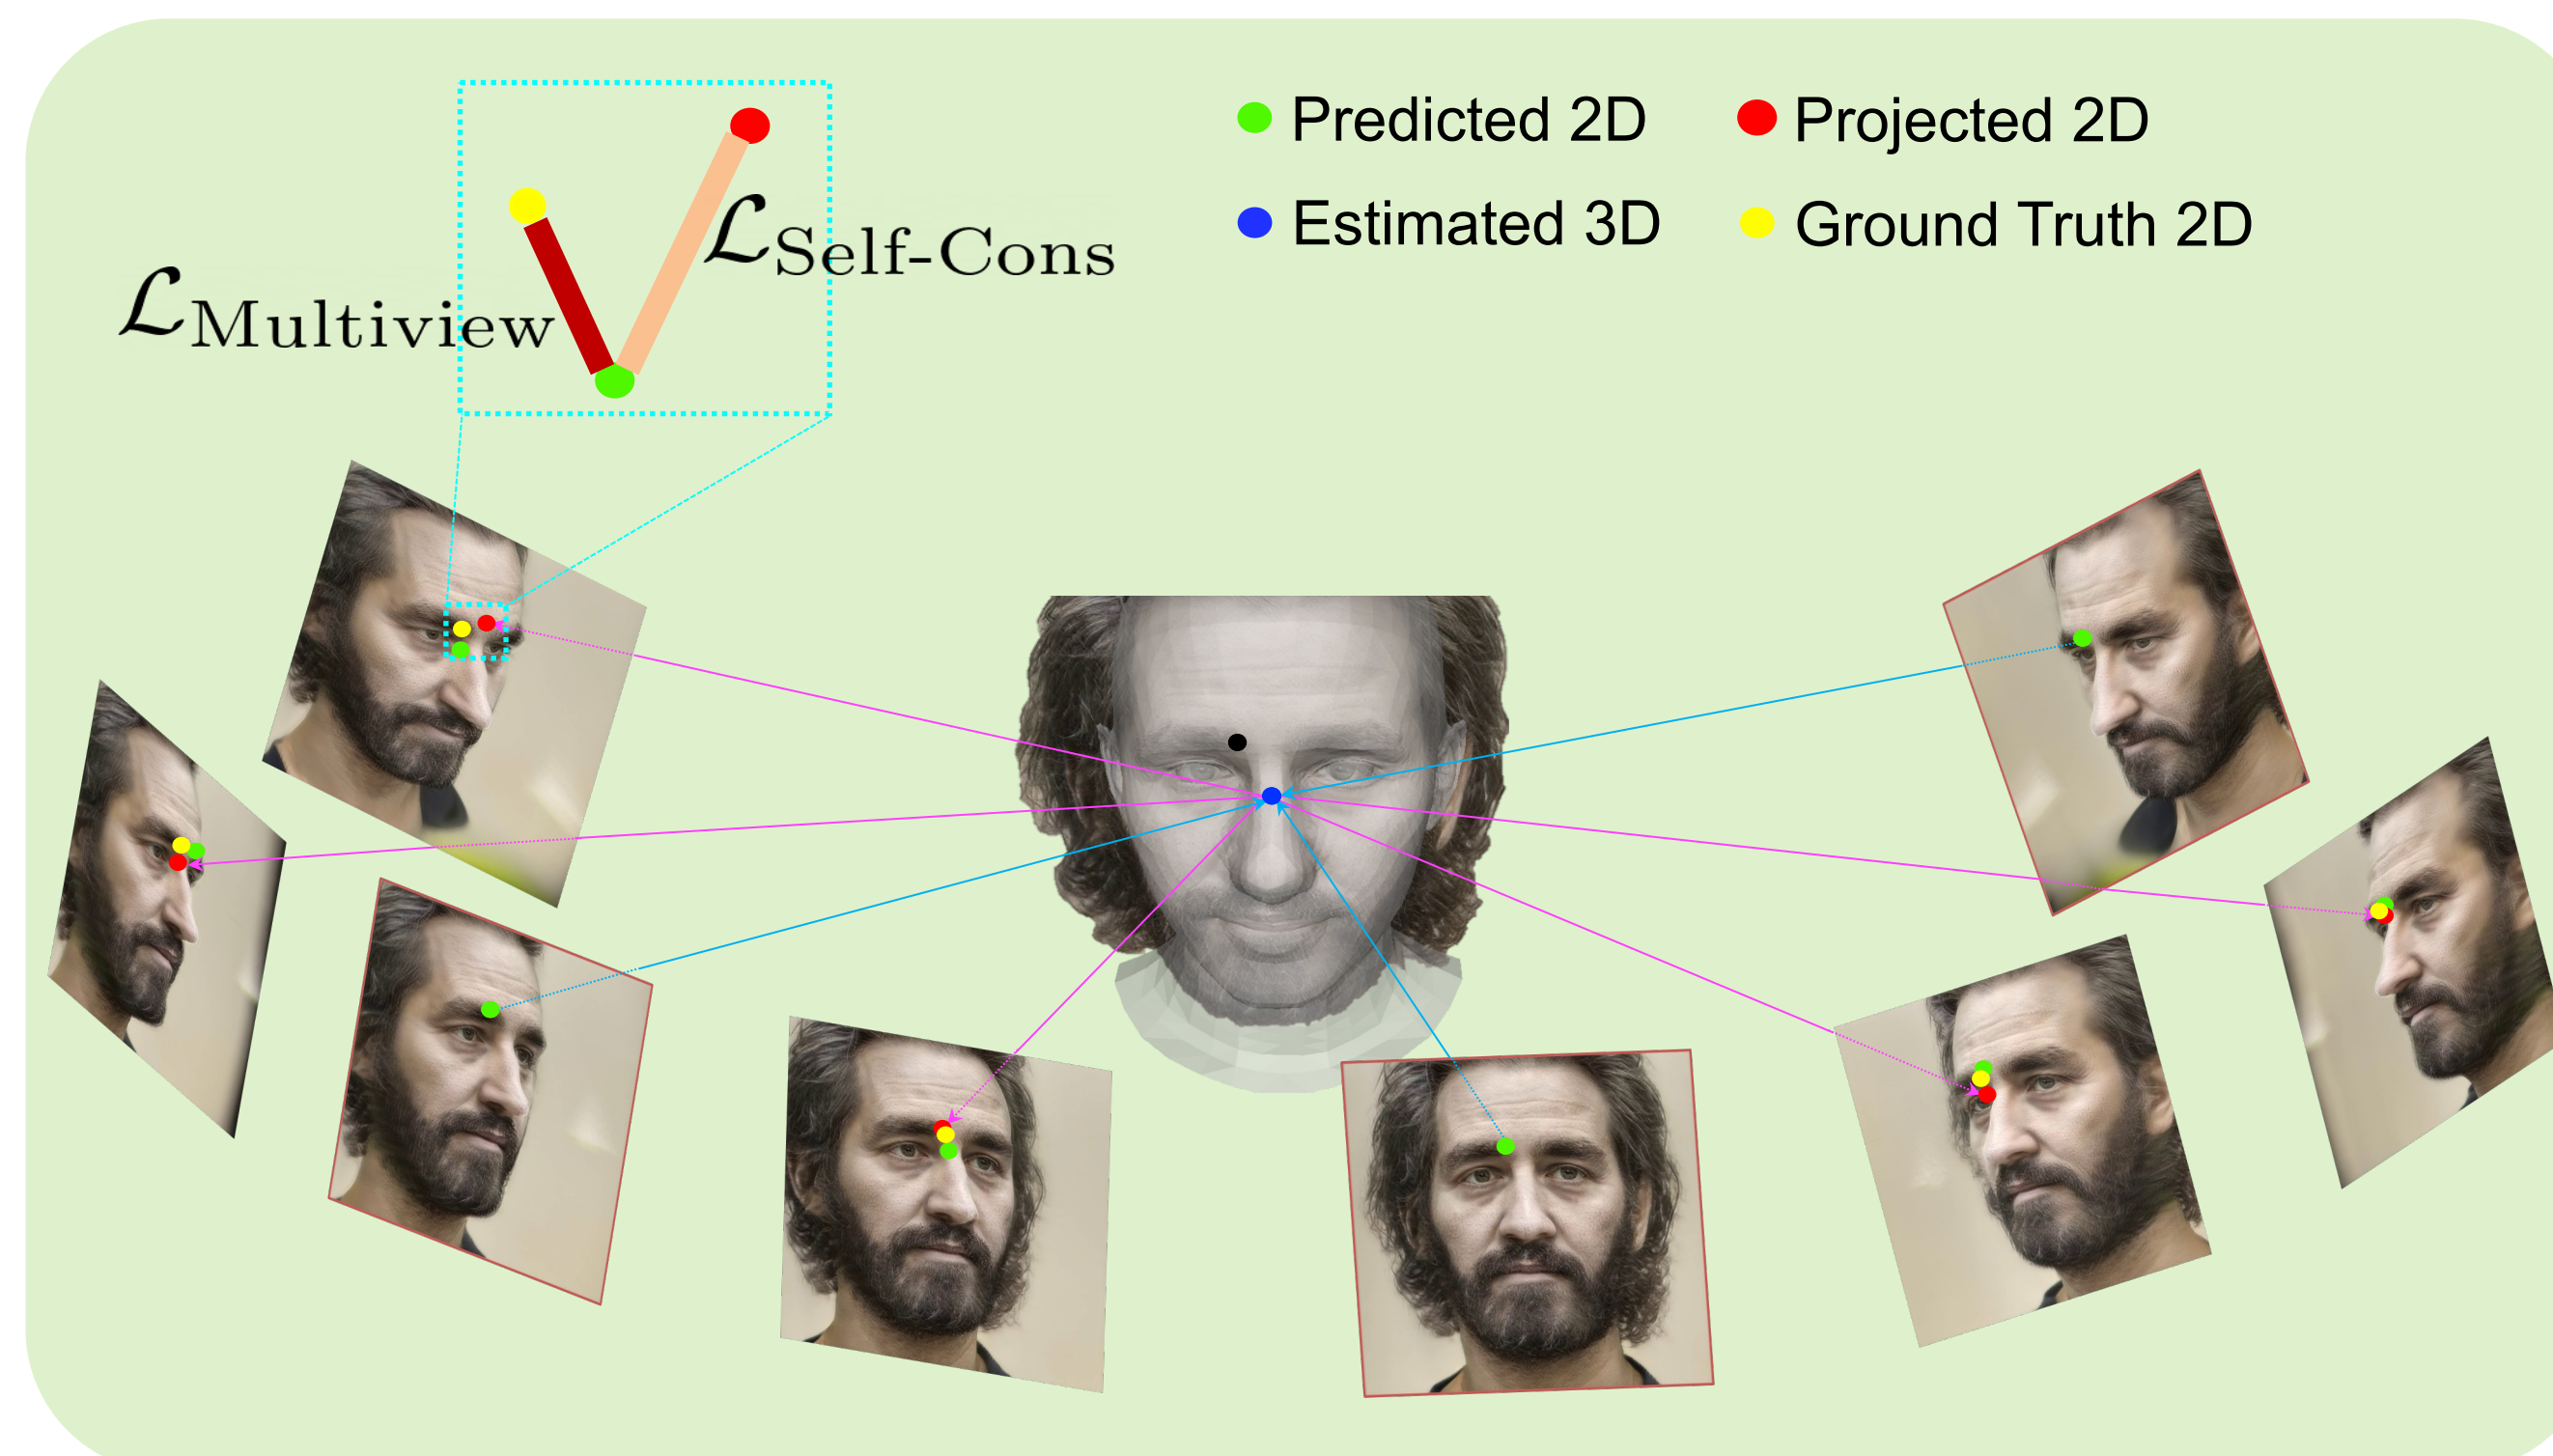 Predicted 2D
Projected 2D
Estimated 3D
Ground Truth 2D
ℒSelf-Cons
ℒMultiview